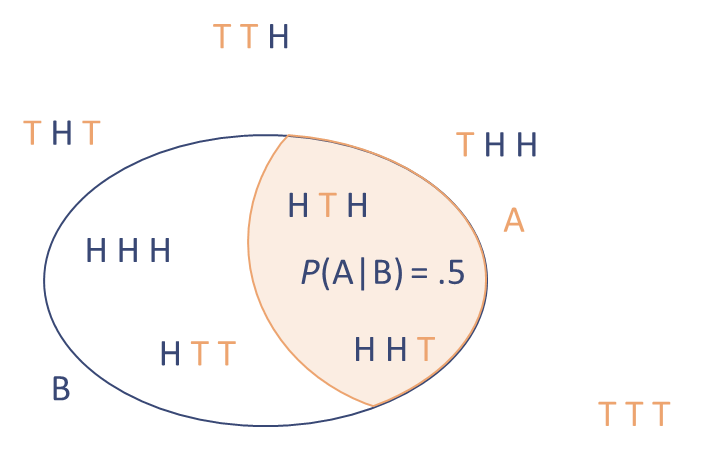 T T H
T H T
T H H
H T H
A
H H H
P(A|B) = .5
H T T
H H T
B
T T T